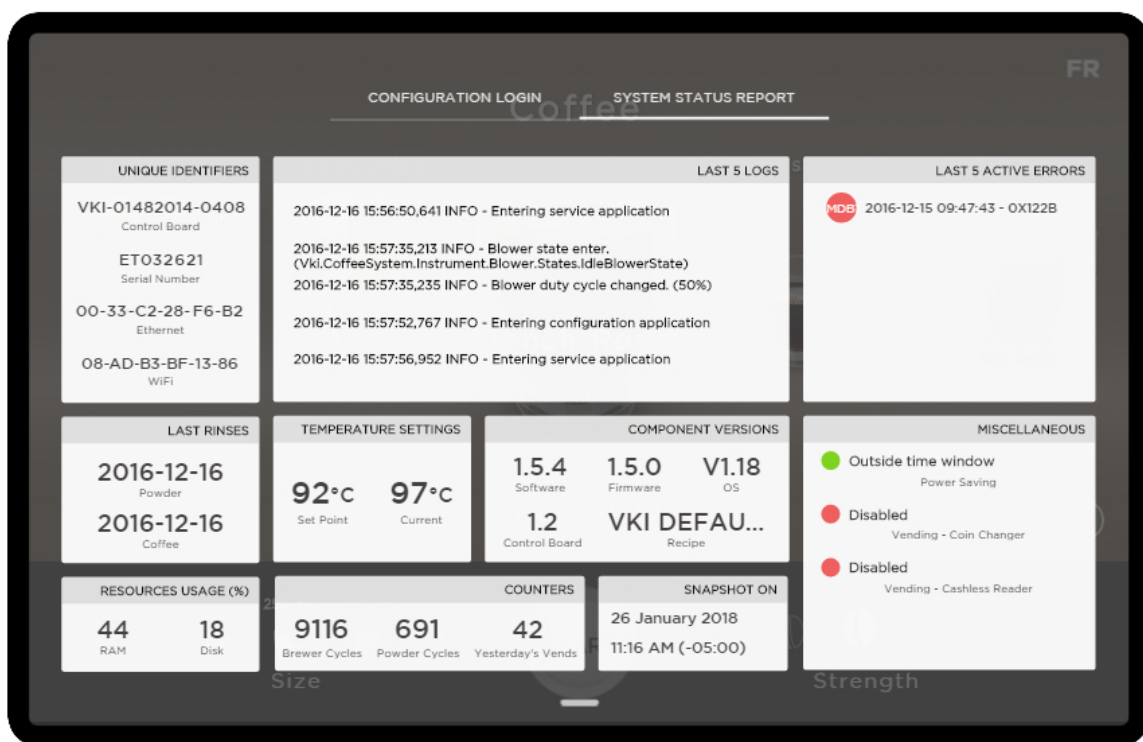 FR
CONFIGURATION LOGIN
SYSTEM STATUS REPORT
Coffee
UNIQUE IDENTIFIERS
VKI-01482014-0408
Control Board
ET032621
Serial Number
00-33-C2-28-F6-B2
Ethernet
08-AD-B3-BF-13-86
WiFi
LAST 5 LOGS
2016-12-16 15:56:50,641 INFO - Entering service application
2016-12-16 15:57:35,213 INFO - Blower state enter.
(Vki.CoffeeSystem.Instrument.Blower.States.IdleBlowerState)
2016-12-16 15:57:35,235 INFO - Blower duty cycle changed. (50%)
2016-12-16 15:57:52,767 INFO - Entering configuration application
2016-12-16 15:57:56,952 INFO - Entering service application
LAST 5 ACTIVE ERRORS
MDB 2016-12-15 09:47:43 - 0X122B
LAST RINSES
2016-12-16
Powder
2016-12-16
Coffee
TEMPERATURE SETTINGS
92°C 97°C
Set Point Current
COMPONENT VERSIONS
1.5.4 1.5.0 V1.18
Software Firmware OS
1.2 VKI DEFAU...
Control Board Recipe
MISCELLANEOUS
Outside time window
Power Saving
Disabled
Vending - Coin Changer
Disabled
Vending - Cashless Reader
RESOURCES USAGE (%)
44 18
RAM Disk
COUNTERS
9116 691 42
Brewer Cycles Powder Cycles Yesterday's Vends
SNAPSHOT ON
26 January 2018
11:16 AM (-05:00)
Size
Strength